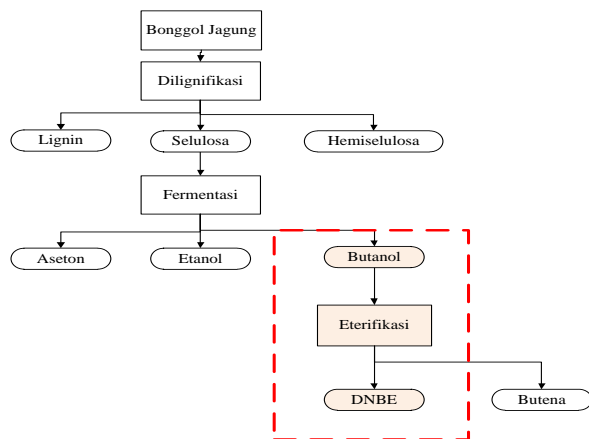 Bonggol Jagung
Dilignifikasi
Lignin
Selulosa
Hemiselulosa
Fermentasi
Aseton
Etanol
Butanol
Eterifikasi
DNBE
Butena